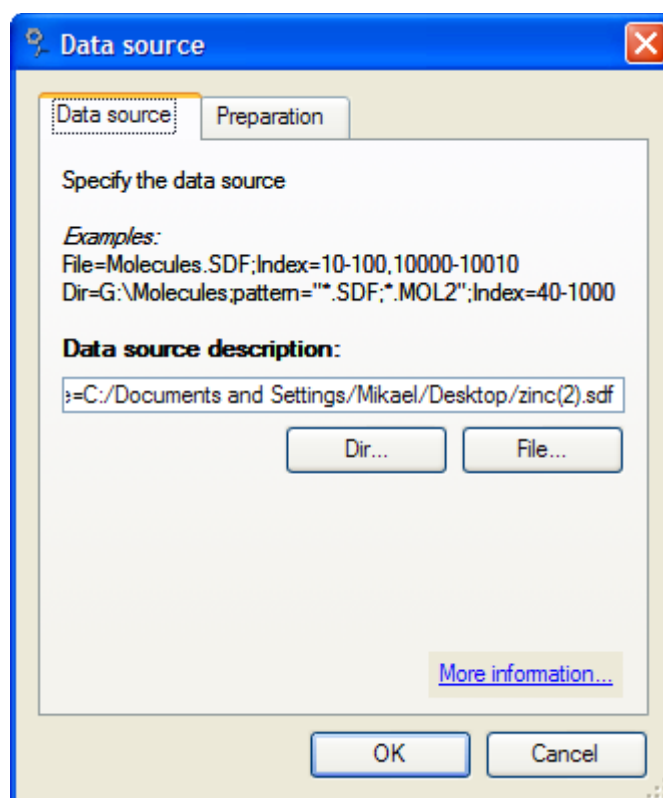 Data source
Data source Preparation
Specify the data source
Examples:
File=Molecules.SDF;Index=10-100,10000-10010
Dir=G:\Molecules;pattern="*.SDF;*.MOL2";Index=40-1000
Data source description:
e=C:/Documents and Settings/Mikael/Desktop/zinc(2).sdf
Dir... File...
More information...
OK Cancel